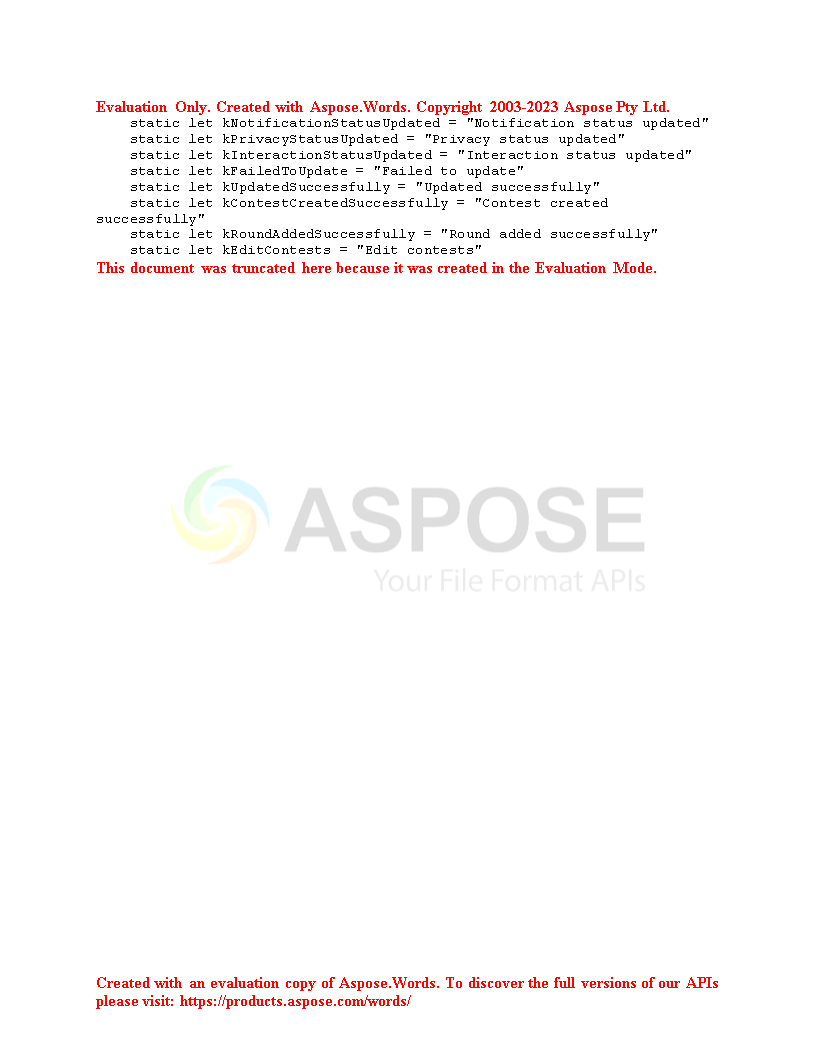 Evaluation Only. Created with Aspose.Words. Copyright 2003-2023 Aspose Pty Ltd.
    static let kNotificationStatusUpdated = "Notification status updated"
    static let kPrivacyStatusUpdated = "Privacy status updated"
    static let kInteractionStatusUpdated = "Interaction status updated"
    static let kFailedToUpdate = "Failed to update"
    static let kUpdatedSuccessfully = "Updated successfully"
    static let kContestCreatedSuccessfully = "Contest created
successfully"
    static let kRoundAddedSuccessfully = "Round added successfully"
    static let kEditContests = "Edit contests"
This document was truncated here because it was created in the Evaluation Mode.
ASPOSE
Your File Format APIs
Created with an evaluation copy of Aspose.Words. To discover the full versions of our APIs
please visit: https://products.aspose.com/words/